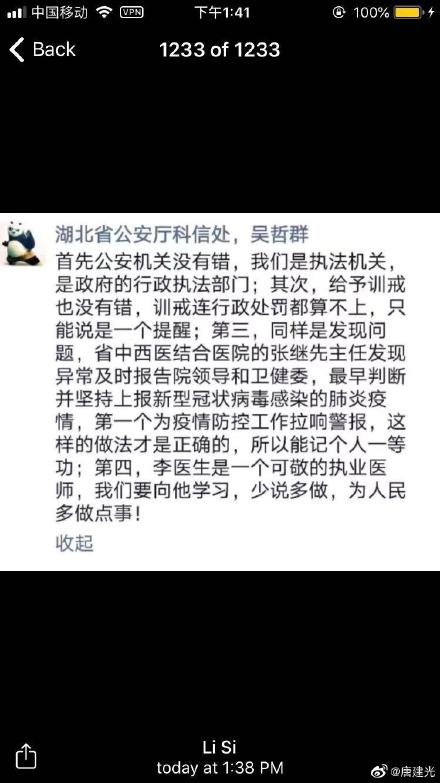 中国移动 VPN 下午1:41 100%
Back 1233 of 1233
湖北省公安厅科信处，吴哲群
首先公安机关没有错，我们是执法机关，
是政府的行政执法部门；其次，给予训戒
也没有错，训戒连行政处罚都算不上，只
能说是一个提醒；第三，同样是发现问
题，省中西医结合医院的张继先主任发现
异常及时报告院领导和卫健委，最早判断
并坚持上报新型冠状病毒感染的肺炎疫
情，第一个为疫情防控工作拉响警报，这
样的做法才是正确的，所以能记个人一等
功；第四，李医生是一个可敬的执业医
师，我们要向他学习，少说多做，为人民
多做点事！
收起
Li Si
today at 1:38 PM
@唐建光